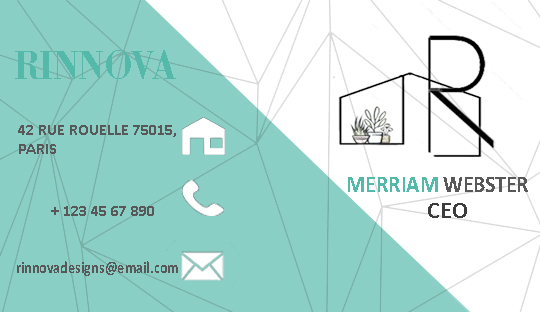 RINNOVA
42 RUE ROUELLE 75015,
PARIS
+ 123 45 67 890
rinnovadesigns@email.com
R
MERRIAM WEBSTER
CEO